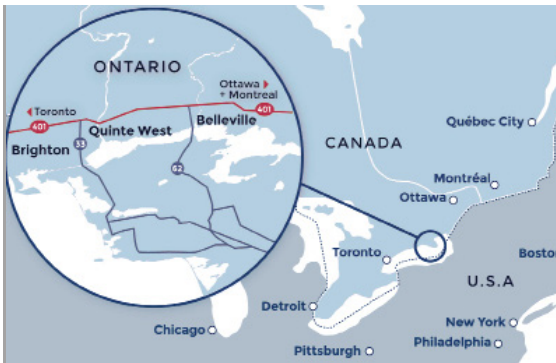 ONTARIO
Toronto
401
Ottawa
+ Montreal
401
Brighton
33
Quinte West
Belleville
62
CANADA
Québec City
Montréal
Ottawa
Toronto
Boston
U.S.A
Detroit
New York
Chicago
Philadelphia
Pittsburgh